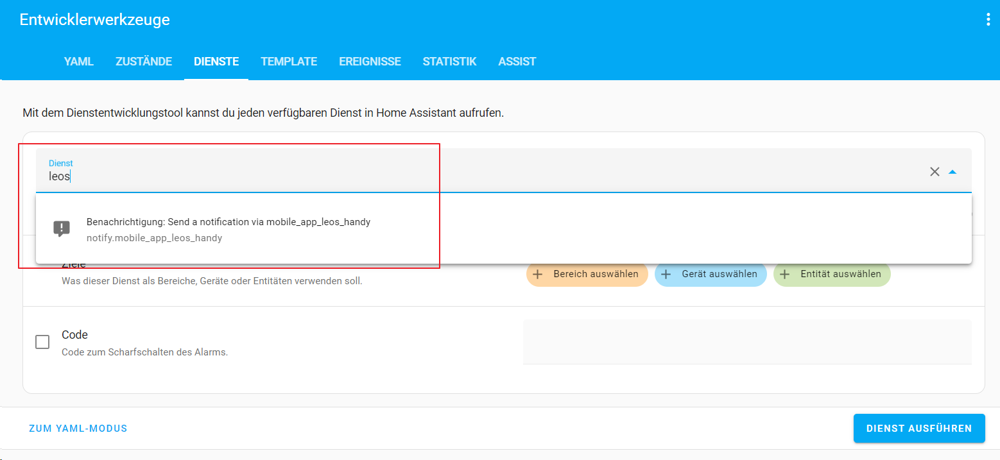 Entwicklerwerkzeuge
YAML ZUSTÄNDE DIENSTE TEMPLATE EREIGNISSE STATISTIK ASSIST
Mit dem Dienstentwicklungstool kannst du jeden verfügbaren Dienst in Home Assistant aufrufen.
Dienst
leos
Benachrichtigung: Send a notification via mobile_app_leos_handy
notify.mobile_app_leos_handy
Ziele
Was dieser Dienst als Bereiche, Geräte oder Entitäten verwenden soll.
Bereich auswählen Gerät auswählen Entität auswählen
Code
Code zum Scharfschalten des Alarms.
ZUM YAML-MODUS DIENST AUSFÜHREN